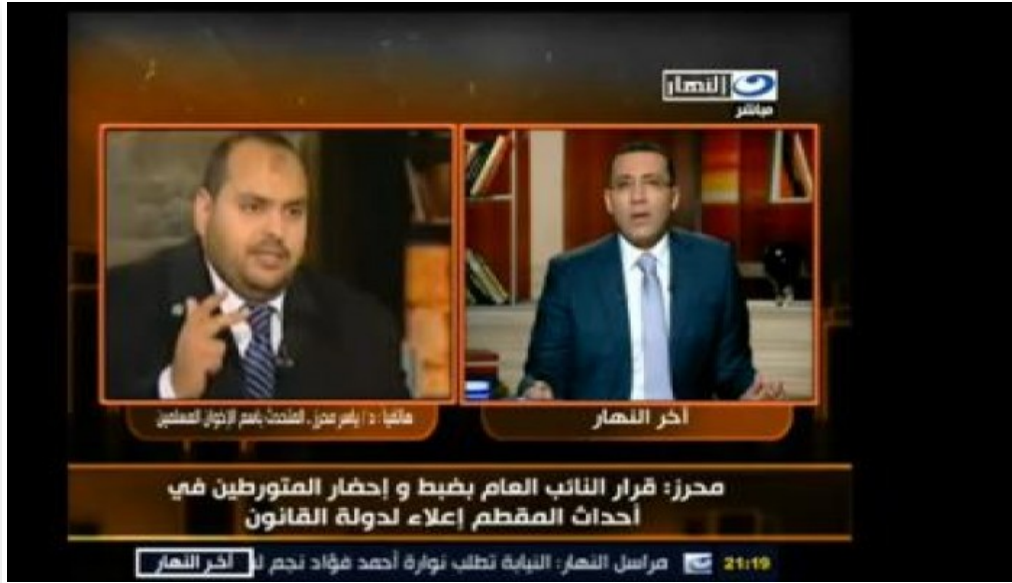 النهار
مباشر
هاتفيا : د / ياسر محرز .. المتحدث باسم الإخوان المسلمين
آخر النهار
محرز: قرار النائب العام بضبط و إحضار المتورطين في
أحداث المقطم إعلاء لدولة القانون
21:19 مراسل النهار: النيابة تطلب نوارة أحمد فؤاد نجم آخر النهار